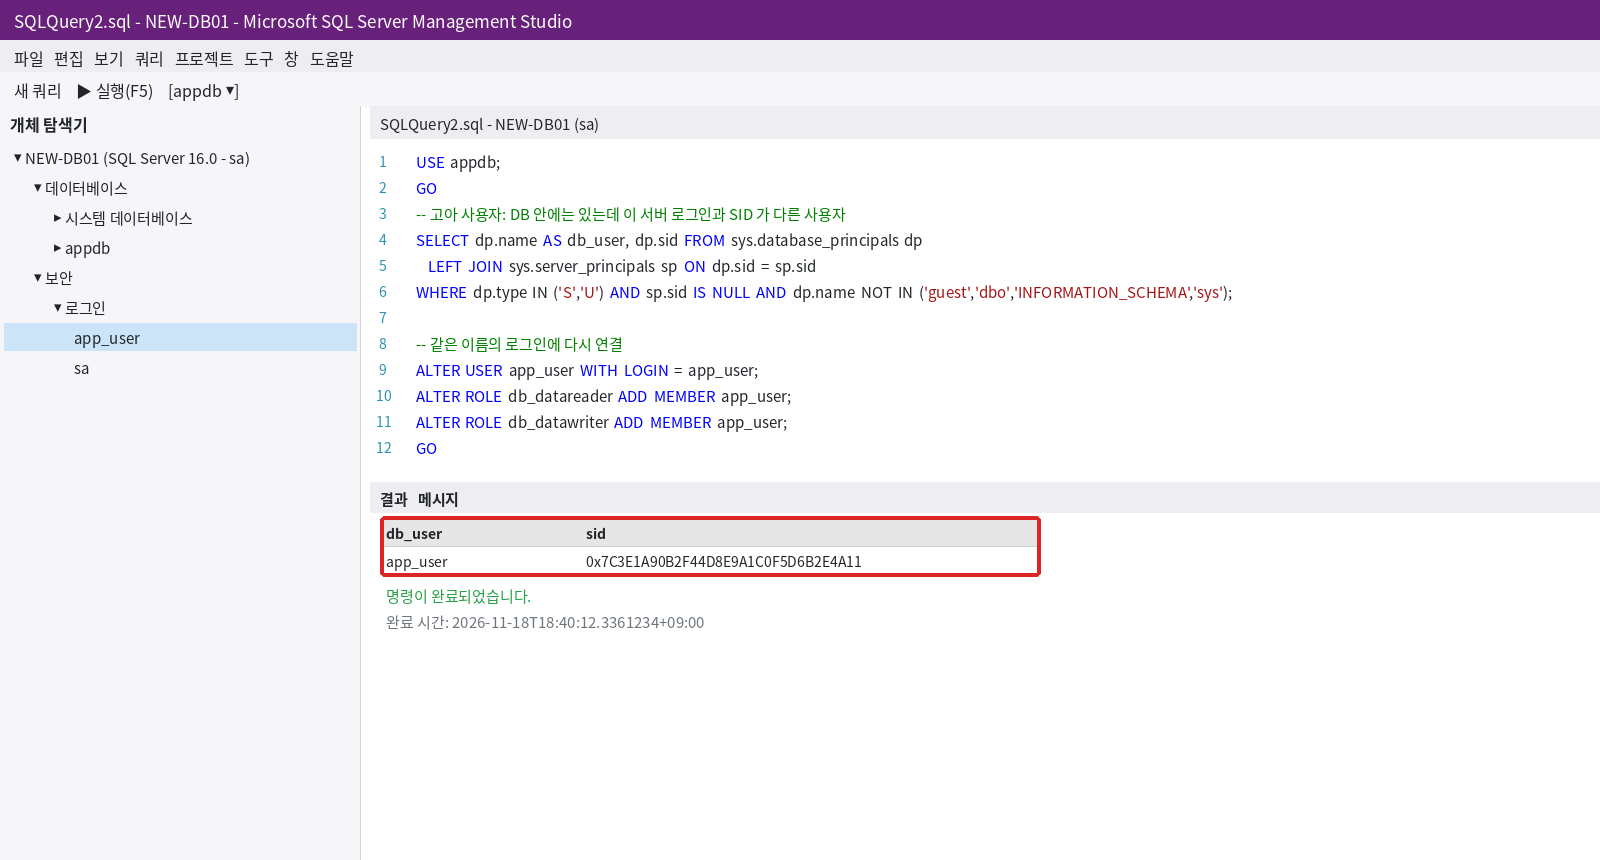 SQLQuery2.sql - NEW-DB01 - Microsoft SQL Server Management Studio
파일 편집 보기 쿼리 프로젝트 도구 창 도움말
새 쿼리 ▶ 실행(F5) [appdb ▾]
개체 탐색기
▾ NEW-DB01 (SQL Server 16.0 - sa)
▾ 데이터베이스
▸ 시스템 데이터베이스
▸ appdb
▾ 보안
▾ 로그인
app_user
sa
SQLQuery2.sql - NEW-DB01 (sa)
1 USE appdb;
2 GO
3 -- 고아 사용자: DB 안에는 있는데 이 서버 로그인과 SID 가 다른 사용자
4 SELECT dp.name AS db_user, dp.sid FROM sys.database_principals dp
5 LEFT JOIN sys.server_principals sp ON dp.sid = sp.sid
6 WHERE dp.type IN ('S','U') AND sp.sid IS NULL AND dp.name NOT IN ('guest','dbo','INFORMATION_SCHEMA','sys');
7
8 -- 같은 이름의 로그인에 다시 연결
9 ALTER USER app_user WITH LOGIN = app_user;
10 ALTER ROLE db_datareader ADD MEMBER app_user;
11 ALTER ROLE db_datawriter ADD MEMBER app_user;
12 GO
결과 메시지
db_user sid
app_user 0x7C3E1A90B2F44D8E9A1C0F5D6B2E4A11
명령이 완료되었습니다.
완료 시간: 2026-11-18T18:40:12.3361234+09:00